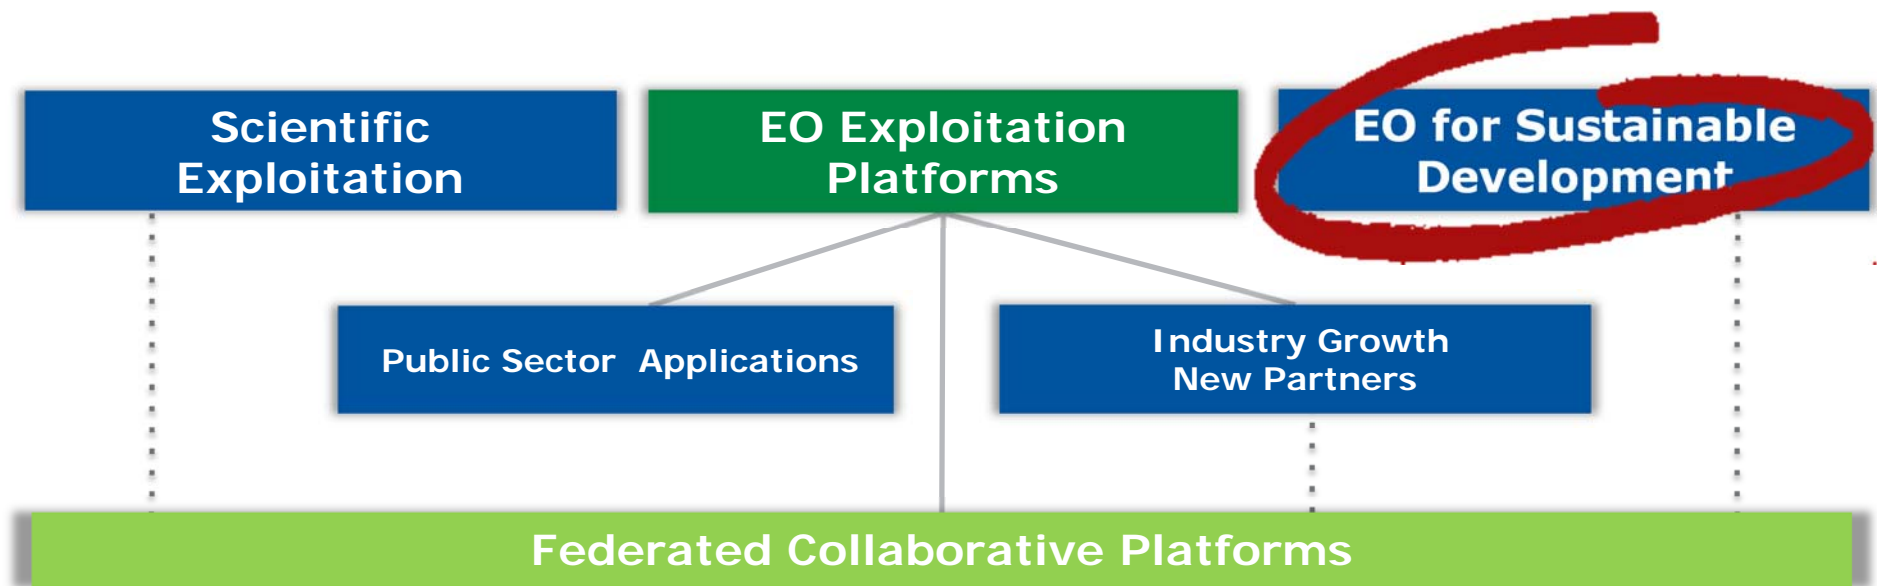 Scientific
Exploitation
EO Exploitation
Platforms
EO for Sustainable
Development
Public Sector Applications
Industry Growth
New Partners
Federated Collaborative Platforms